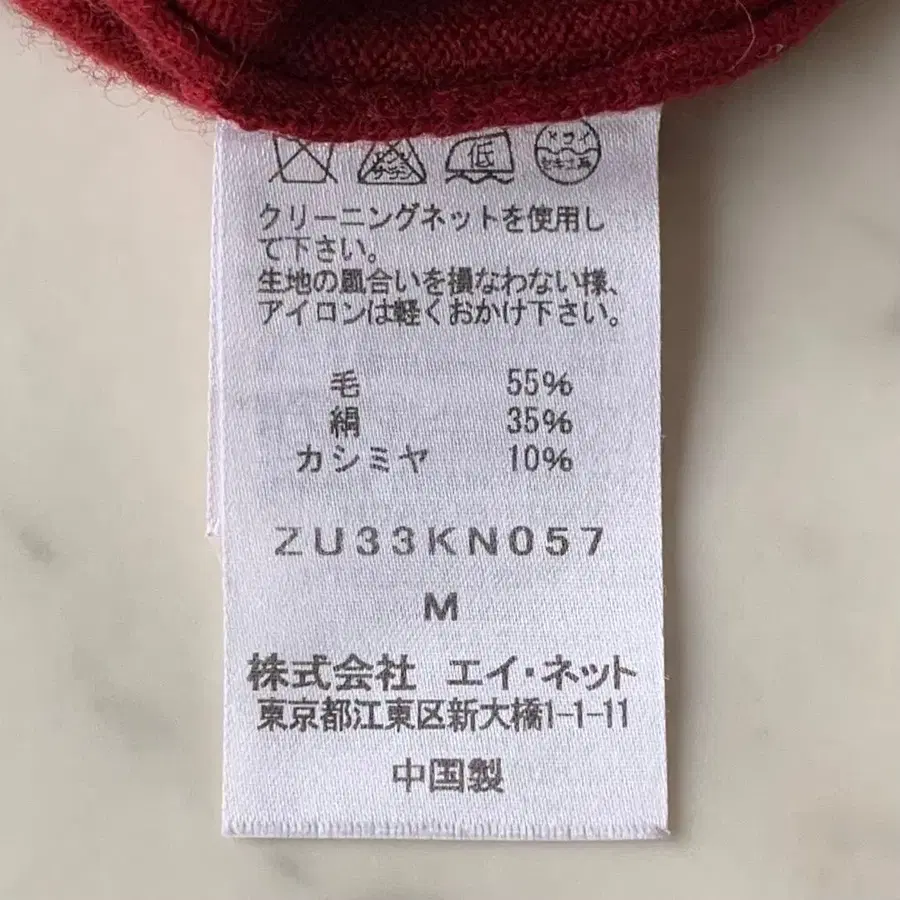 低
クリーニングネットを使用し
て下さい。
生地の風合いを損なわない様、
アイロンは軽くおかけ下さい。
毛 55%
絹 35%
カシミヤ 10%
ZU33KN057
M
株式会社 エイ・ネット
東京都江東区新大橋1-1-11
中国製